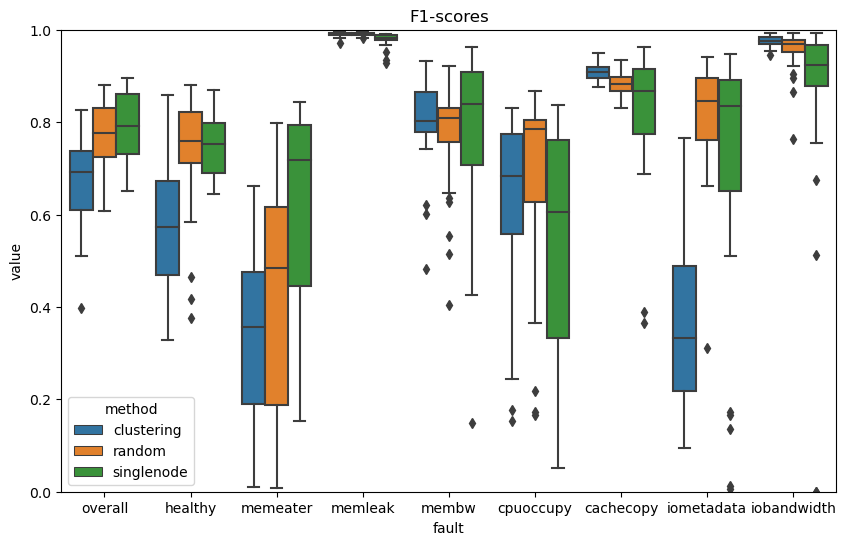 F1-scores
1.0
0.8
0.6
0.4
0.2
0.0
value
method
clustering
random
singlenode
overall healthy memeater memleak membw cpuoccupy cachecopy iometadata iobandwidth
fault